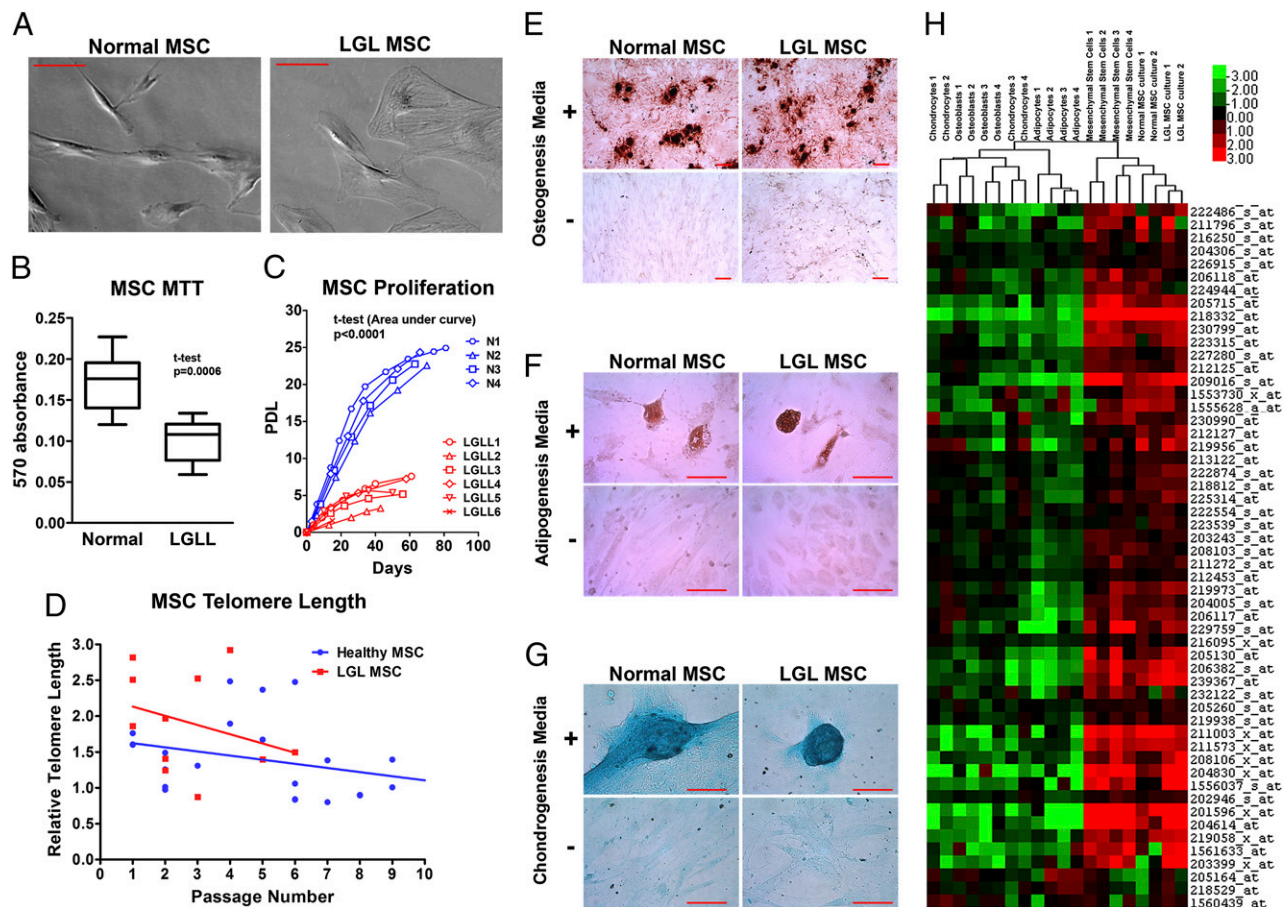 A
Normal MSC
LGL MSC
B
MSC MTT
570 absorbance
0.25
0.20
0.15
0.10
0.05
0.00
t-test
p=0.0006
Normal
LGLL
C
MSC Proliferation
t-test (Area under curve)
p<0.0001
PDL
30
25
20
15
10
5
0
0
20
40
60
80
100
Days
N1
N2
N3
N4
LGLL1
LGLL2
LGLL3
LGLL4
LGLL5
LGLL6
D
MSC Telomere Length
Relative Telomere Length
3.0
2.5
2.0
1.5
1.0
0.5
0.0
0
1
2
3
4
5
6
7
8
9
10
Passage Number
Healthy MSC
LGL MSC
E
Normal MSC
LGL MSC
Osteogenesis Media
+
-
F
Normal MSC
LGL MSC
Adipogenesis Media
+
-
G
Normal MSC
LGL MSC
Chondrogenesis Media
+
-
H
Chondrocytes 1
Chondrocytes 2
Osteoblasts 1
Osteoblasts 2
Osteoblasts 3
Osteoblasts 4
Chondrocytes 3
Chondrocytes 4
Adipocytes 1
Adipocytes 2
Adipocytes 3
Adipocytes 4
Mesenchymal Stem Cells 1
Mesenchymal Stem Cells 2
Mesenchymal Stem Cells 3
Mesenchymal Stem Cells 4
Normal MSC culture 1
Normal MSC culture 2
LGL MSC culture 1
LGL MSC culture 2
-3.00
-1.00
0.00
1.00
2.00
3.00
222486_s_at
211796_s_at
216250_s_at
204306_s_at
226915_s_at
206118_at
224944_at
205715_at
218332_at
230799_at
223315_at
227280_s_at
212125_at
209016_s_at
1553730_x_at
1555628_a_at
230990_at
212127_at
219956_at
213122_at
222874_s_at
218812_s_at
225314_at
222554_s_at
223539_s_at
203243_s_at
208103_s_at
211272_s_at
212453_at
219973_at
204005_s_at
206117_at
229759_s_at
216095_x_at
205130_at
206382_s_at
239367_at
232122_s_at
205260_s_at
219938_s_at
211003_x_at
211573_x_at
208106_x_at
204830_x_at
1556037_s_at
202946_s_at
201596_x_at
204614_at
219058_x_at
1561633_at
203399_x_at
205164_at
218529_at
1560439_at